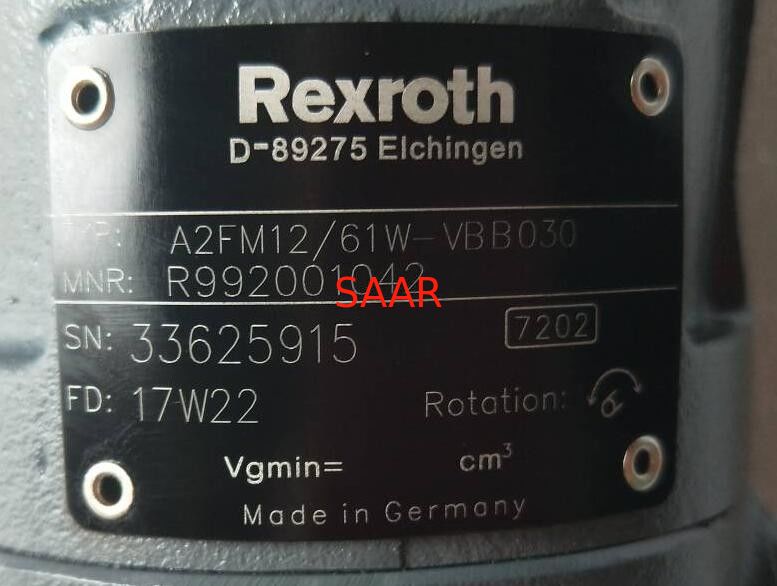 Rexroth
D-89275 Elchingen
TYP: A2FM12/61W-VBB030
MNR: R992001042
SAAR
SN: 33625915 7202
FD: 17W22 Rotation:
Vgmin= cm³
Made in Germany